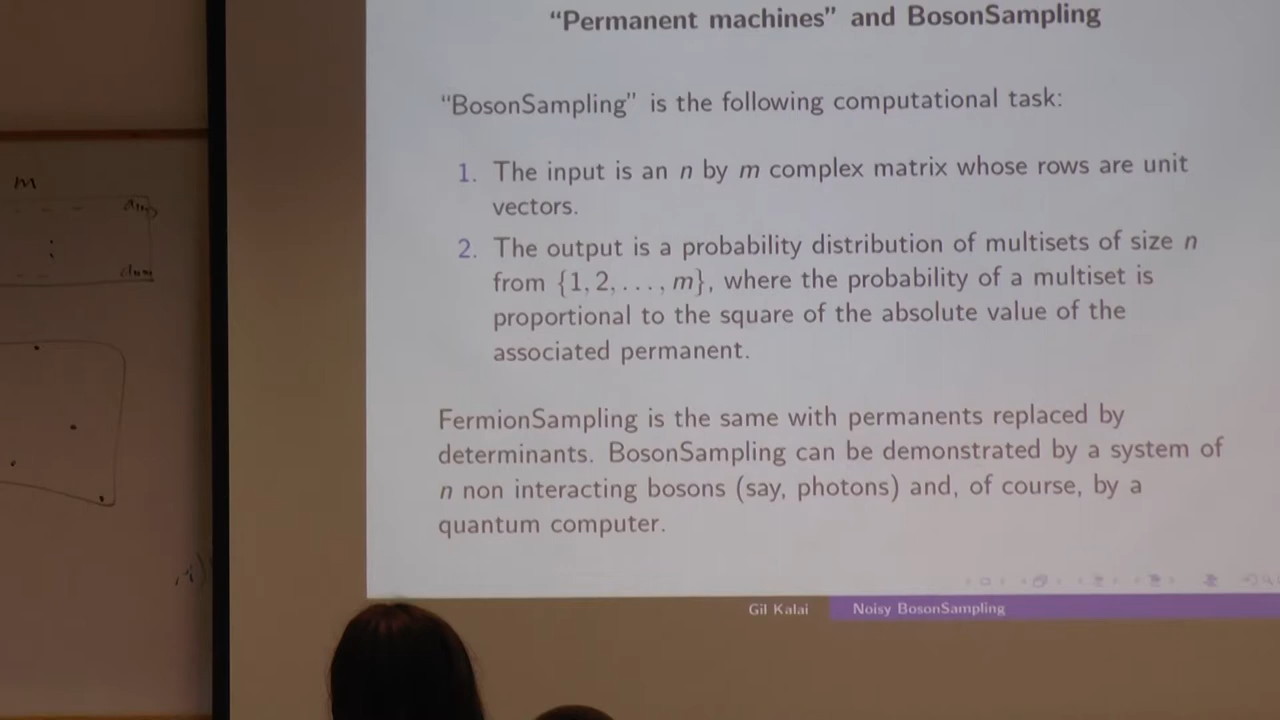 “Permanent machines” and BosonSampling
“BosonSampling” is the following computational task:
1. The input is an n by m complex matrix whose rows are unit
vectors.
2. The output is a probability distribution of multisets of size n
from {1, 2, . . . , m}, where the probability of a multiset is
proportional to the square of the absolute value of the
associated permanent.
FermionSampling is the same with permanents replaced by
determinants. BosonSampling can be demonstrated by a system of
n non interacting bosons (say, photons) and, of course, by a
quantum computer.
Gil Kalai Noisy BosonSampling
m